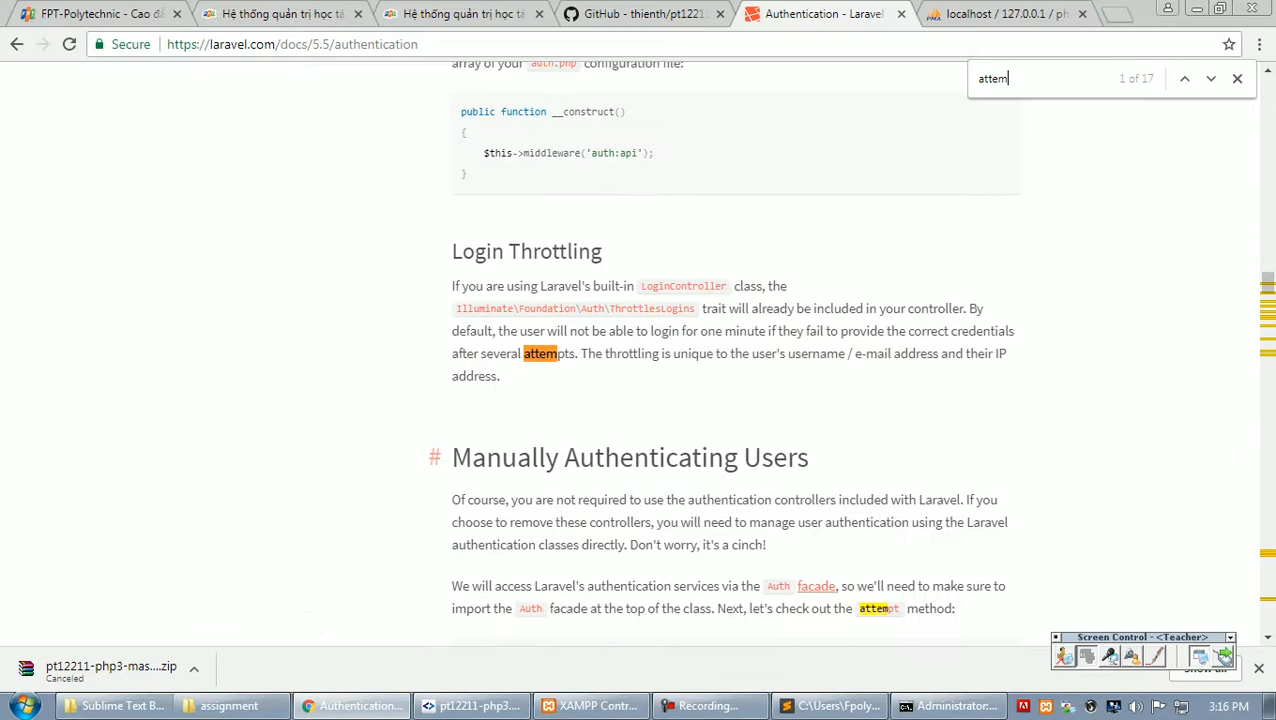 FPT-Polytechnic - Cao đẳ
Hệ thống quản trị học tậ
Hệ thống quản trị học tậ
GitHub - thienth/pt1221
Authentication - Laravel
localhost / 127.0.0.1 / ph
Secure
https://laravel.com/docs/5.5/authentication
array of your auth.php configuration file:
attem
1 of 17
public function __construct()
{
$this->middleware('auth:api');
}
Login Throttling
If you are using Laravel's built-in LoginController class, the
Illuminate\Foundation\Auth\ThrottlesLogins trait will already be included in your controller. By
default, the user will not be able to login for one minute if they fail to provide the correct credentials
after several attempts. The throttling is unique to the user's username / e-mail address and their IP
address.
# Manually Authenticating Users
Of course, you are not required to use the authentication controllers included with Laravel. If you
choose to remove these controllers, you will need to manage user authentication using the Laravel
authentication classes directly. Don't worry, it's a cinch!
We will access Laravel's authentication services via the Auth facade, so we'll need to make sure to
import the Auth facade at the top of the class. Next, let's check out the attempt method:
Screen Control - <Teacher>
pt12211-php3-mas....zip
Canceled
Sublime Text B...
assignment
Authentication...
pt12211-php3...
XAMPP Contr...
Recording...
C:\Users\Fpoly...
Administrator:...
3:16 PM